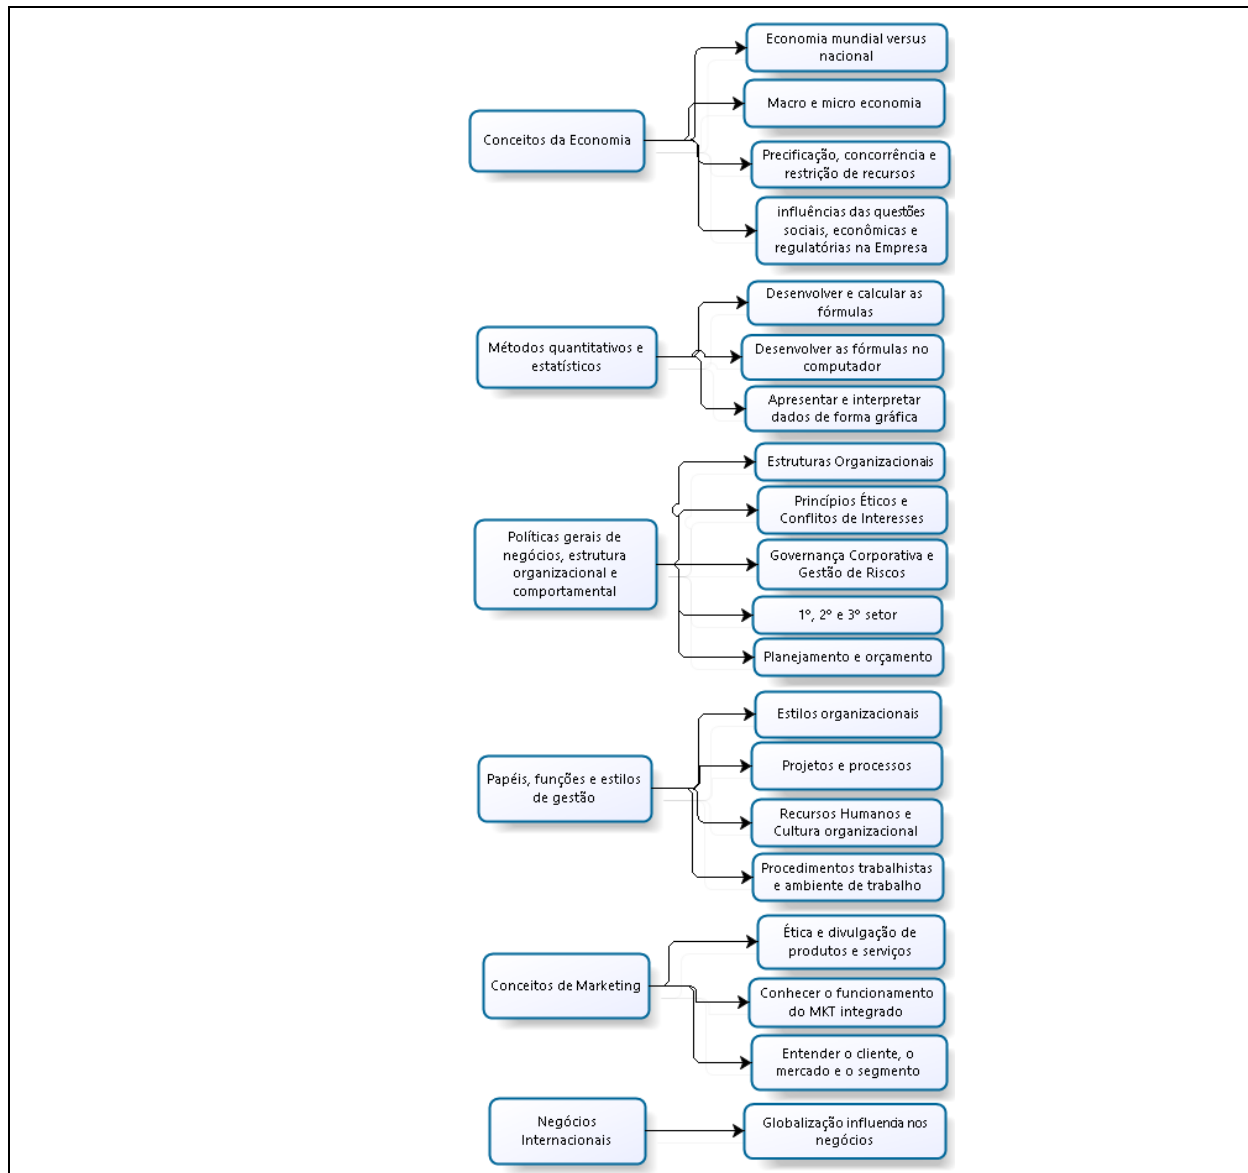 Conceitos da Economia
Economia mundial versus
nacional
Macro e micro economia
Precificação, concorrência e
restrição de recursos
influências das questões
sociais, econômicas e
regulatórias na Empresa
Métodos quantitativos e
estatísticos
Desenvolver e calcular as
fórmulas
Desenvolver as fórmulas no
computador
Apresentar e interpretar
dados de forma gráfica
Políticas gerais de
negócios, estrutura
organizacional e
comportamental
Estruturas Organizacionais
Princípios Éticos e
Conflitos de Interesses
Governança Corporativa e
Gestão de Riscos
1º, 2º e 3º setor
Planejamento e orçamento
Papéis, funções e estilos
de gestão
Estilos organizacionais
Projetos e processos
Recursos Humanos e
Cultura organizacional
Procedimentos trabalhistas
e ambiente de trabalho
Conceitos de Marketing
Ética e divulgação de
produtos e serviços
Conhecer o funcionamento
do MKT integrado
Entender o cliente, o
mercado e o segmento
Negócios
Internacionais
Globalização influencia nos
negócios